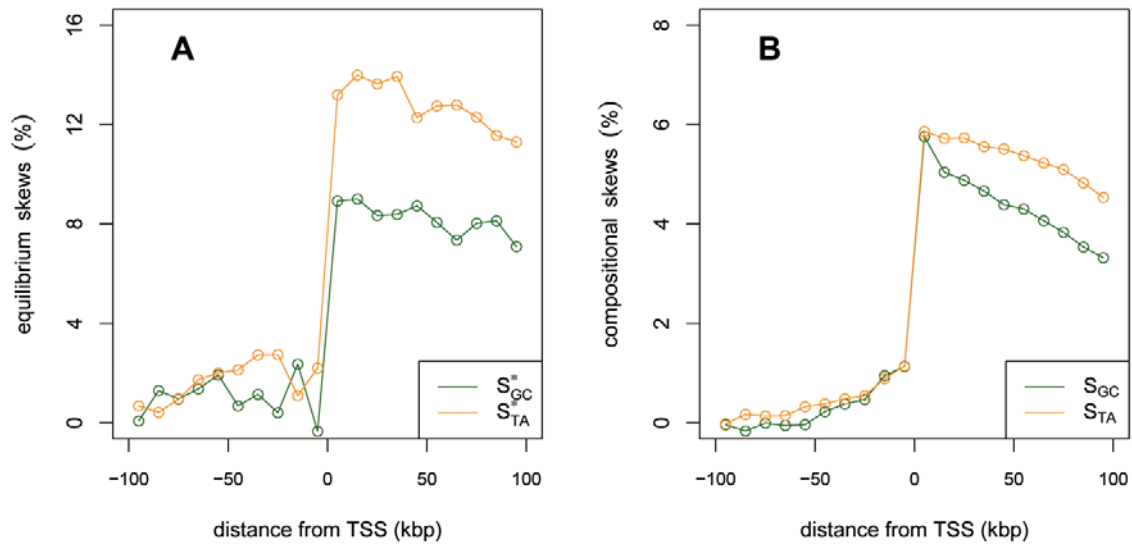 A
equilibrium skews (%)
16
12
8
4
0
−100 −50 0 50 100
distance from TSS (kbp)
S*GC
S*TA
B
compositional skews (%)
8
6
4
2
0
−100 −50 0 50 100
distance from TSS (kbp)
SGC
STA